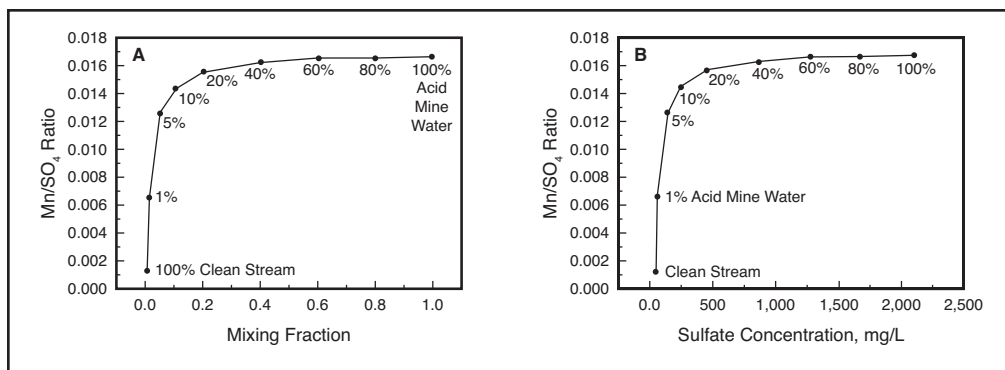 A
Mn/SO4 Ratio
0.018
0.016
0.014
0.012
0.010
0.008
0.006
0.004
0.002
0.000
100% Clean Stream
1%
5%
10%
20%
40%
60%
80%
100%
Acid
Mine
Water
0.0 0.2 0.4 0.6 0.8 1.0
Mixing Fraction
B
Mn/SO4 Ratio
0.018
0.016
0.014
0.012
0.010
0.008
0.006
0.004
0.002
0.000
Clean Stream
1% Acid Mine Water
5%
10%
20%
40%
60%
80%
100%
0.0 500 1,000 1,500 2,000 2,500
Sulfate Concentration, mg/L